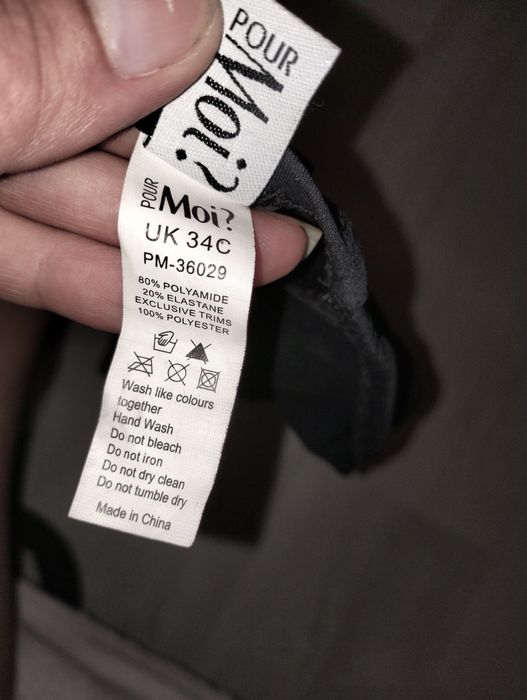 POUR
Moi?
POUR
Moi?
UK 34C
PM-36029
80% POLYAMIDE
20% ELASTANE
EXCLUSIVE TRIMS
100% POLYESTER
Wash like colours
together
Hand Wash
Do not bleach
Do not iron
Do not dry clean
Do not tumble dry
Made in China